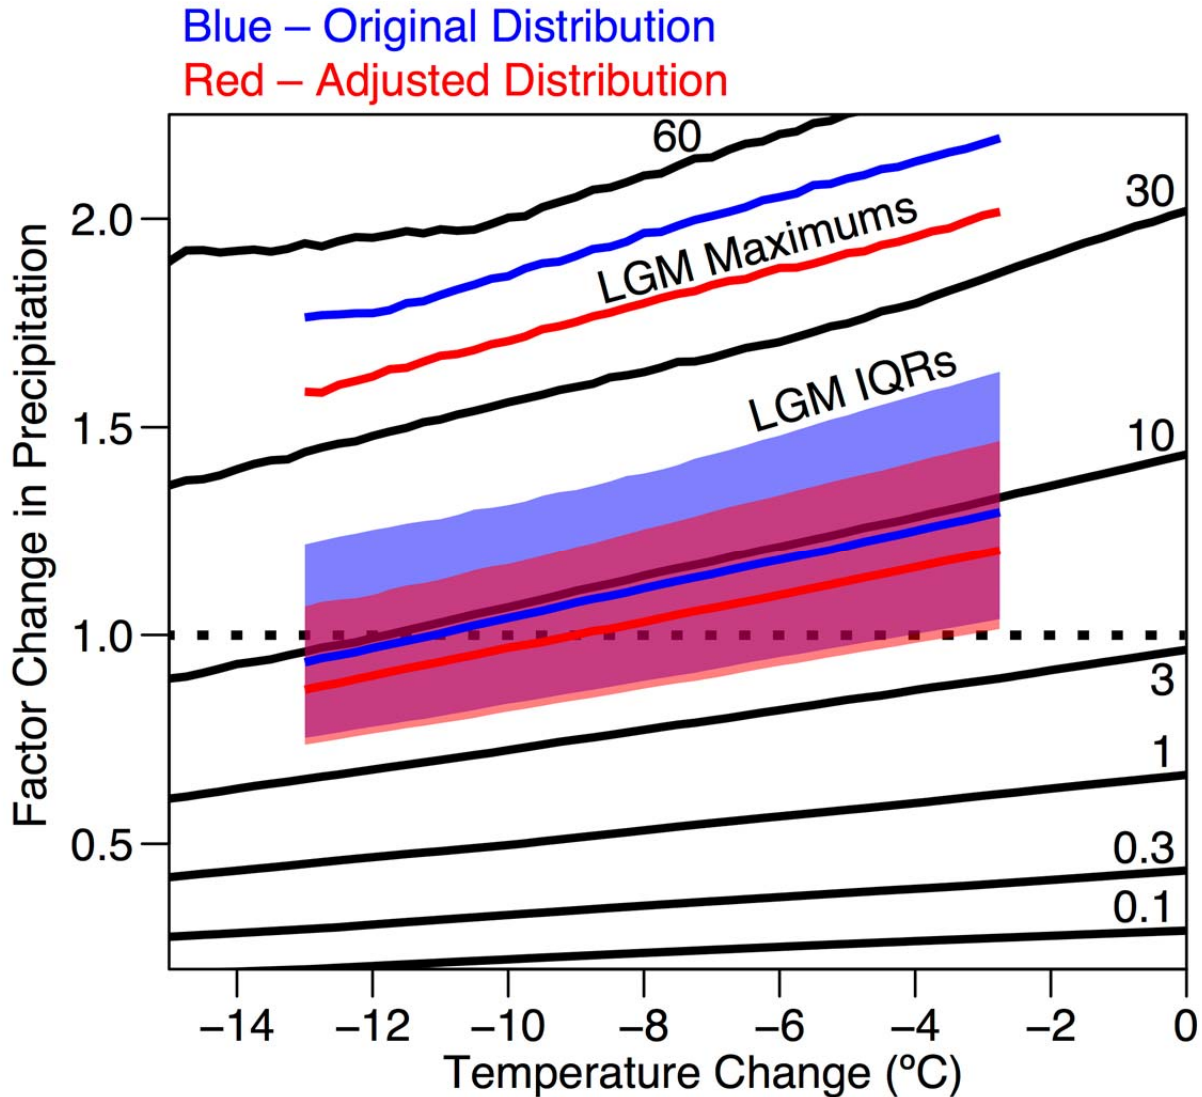 Blue – Original Distribution
Red – Adjusted Distribution
60
30
2.0
LGM Maximums
LGM IQRs
1.5
10
1.0
3
1
0.5
0.3
0.1
Factor Change in Precipitation
−14 −12 −10 −8 −6 −4 −2 0
Temperature Change (ºC)